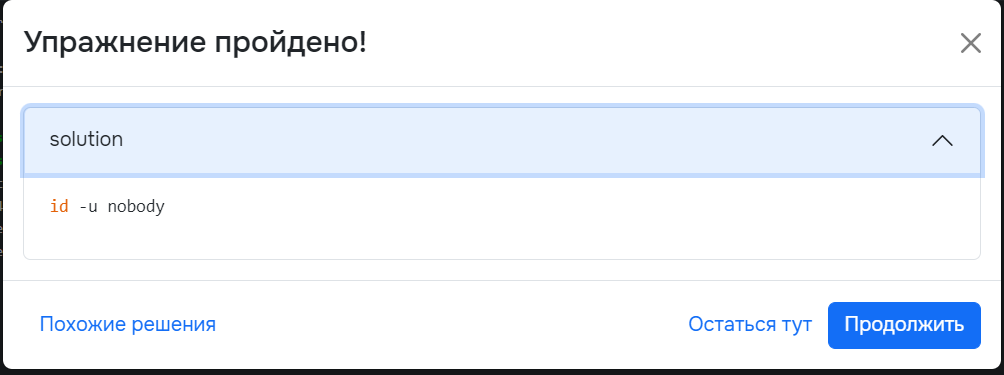 Упражнение пройдено!
solution
id -u nobody
Похожие решения
Остаться тут
Продолжить